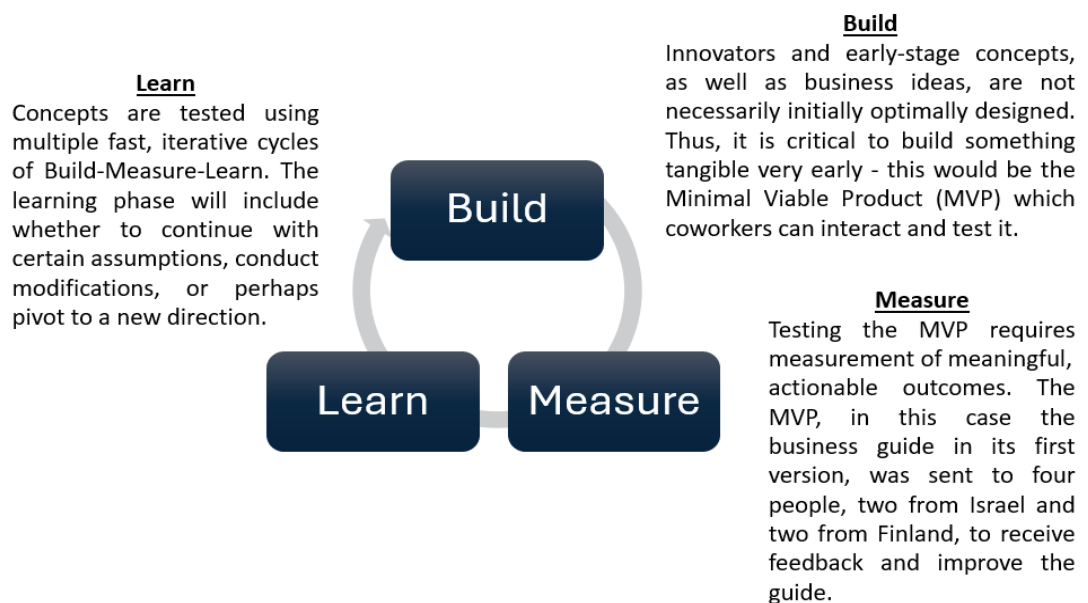 Build
Innovators and early-stage concepts,
as well as business ideas, are not
necessarily initially optimally designed.
Thus, it is critical to build something
tangible very early - this would be the
Minimal Viable Product (MVP) which
coworkers can interact and test it.
Learn
Concepts are tested using
multiple fast, iterative cycles
of Build-Measure-Learn. The
learning phase will include
whether to continue with
certain assumptions, conduct
modifications, or perhaps
pivot to a new direction.
Build
Learn
Measure
Measure
Testing the MVP requires
measurement of meaningful,
actionable outcomes. The
MVP, in this case the
business guide in its first
version, was sent to four
people, two from Israel and
two from Finland, to receive
feedback and improve the
guide.